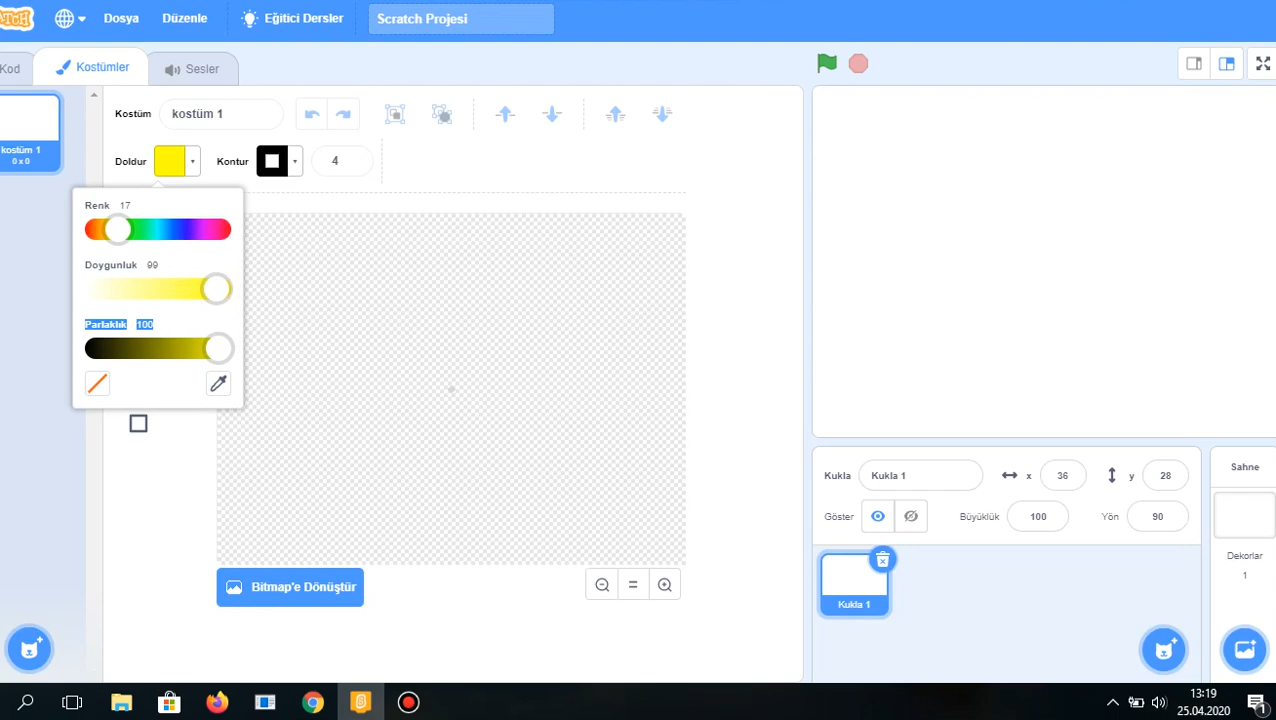 Dosya Düzenle Eğitici Dersler Scratch Projesi
Kod Kostümler Sesler
Kostüm kostüm 1
Doldur Kontur 4
kostüm 1
0 x 0
Renk 17
Doygunluk 99
Parlaklık 100
Bitmap'e Dönüştür
Kukla Kukla 1 x 36 y 28
Göster Büyüklük 100 Yön 90
Kukla 1
Sahne
Dekorlar
1
13:19
25.04.2020
1